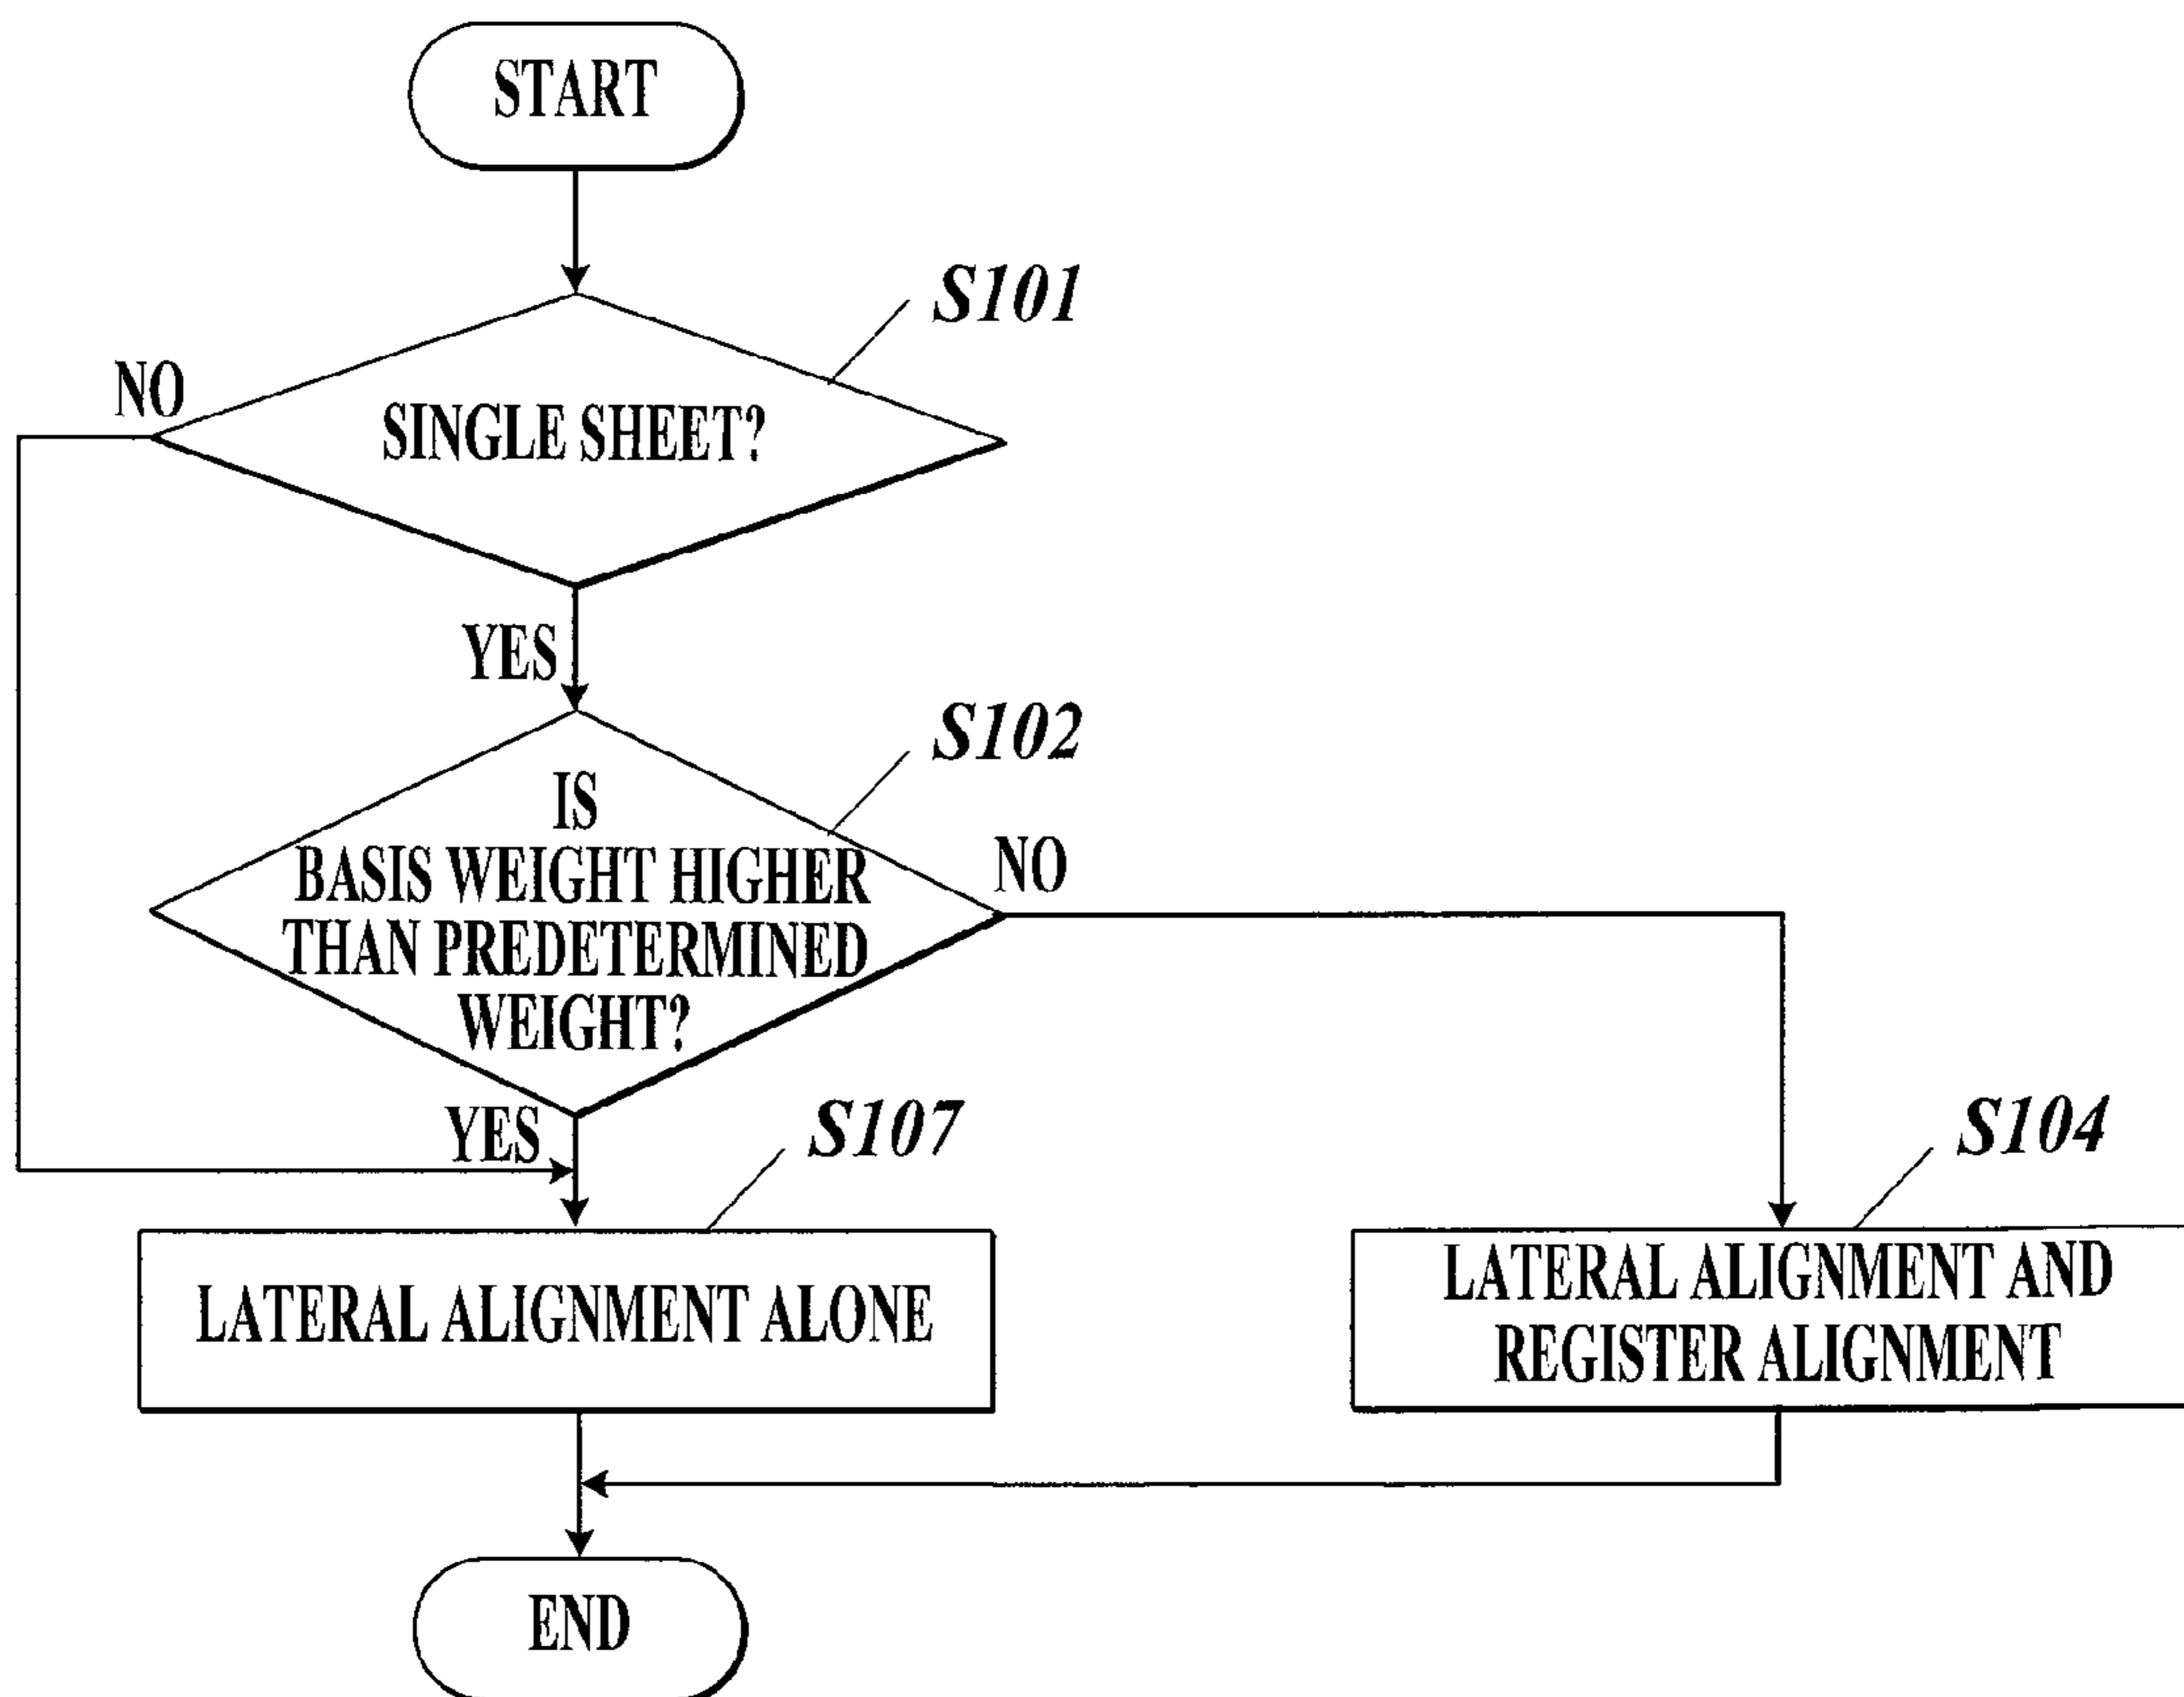 START
S101
NO
SINGLE SHEET?
YES
S102
IS
BASIS WEIGHT HIGHER
THAN PREDETERMINED
WEIGHT?
NO
YES
S107
S104
LATERAL ALIGNMENT ALONE
LATERAL ALIGNMENT AND
REGISTER ALIGNMENT
END